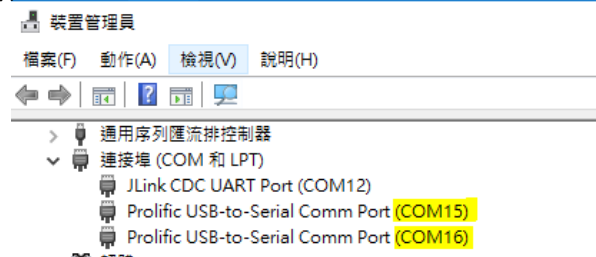 裝置管理員
檔案(F) 動作(A) 檢視(V) 說明(H)
通用序列匯流排控制器
連接埠 (COM 和 LPT)
JLink CDC UART Port (COM12)
Prolific USB-to-Serial Comm Port (COM15)
Prolific USB-to-Serial Comm Port (COM16)